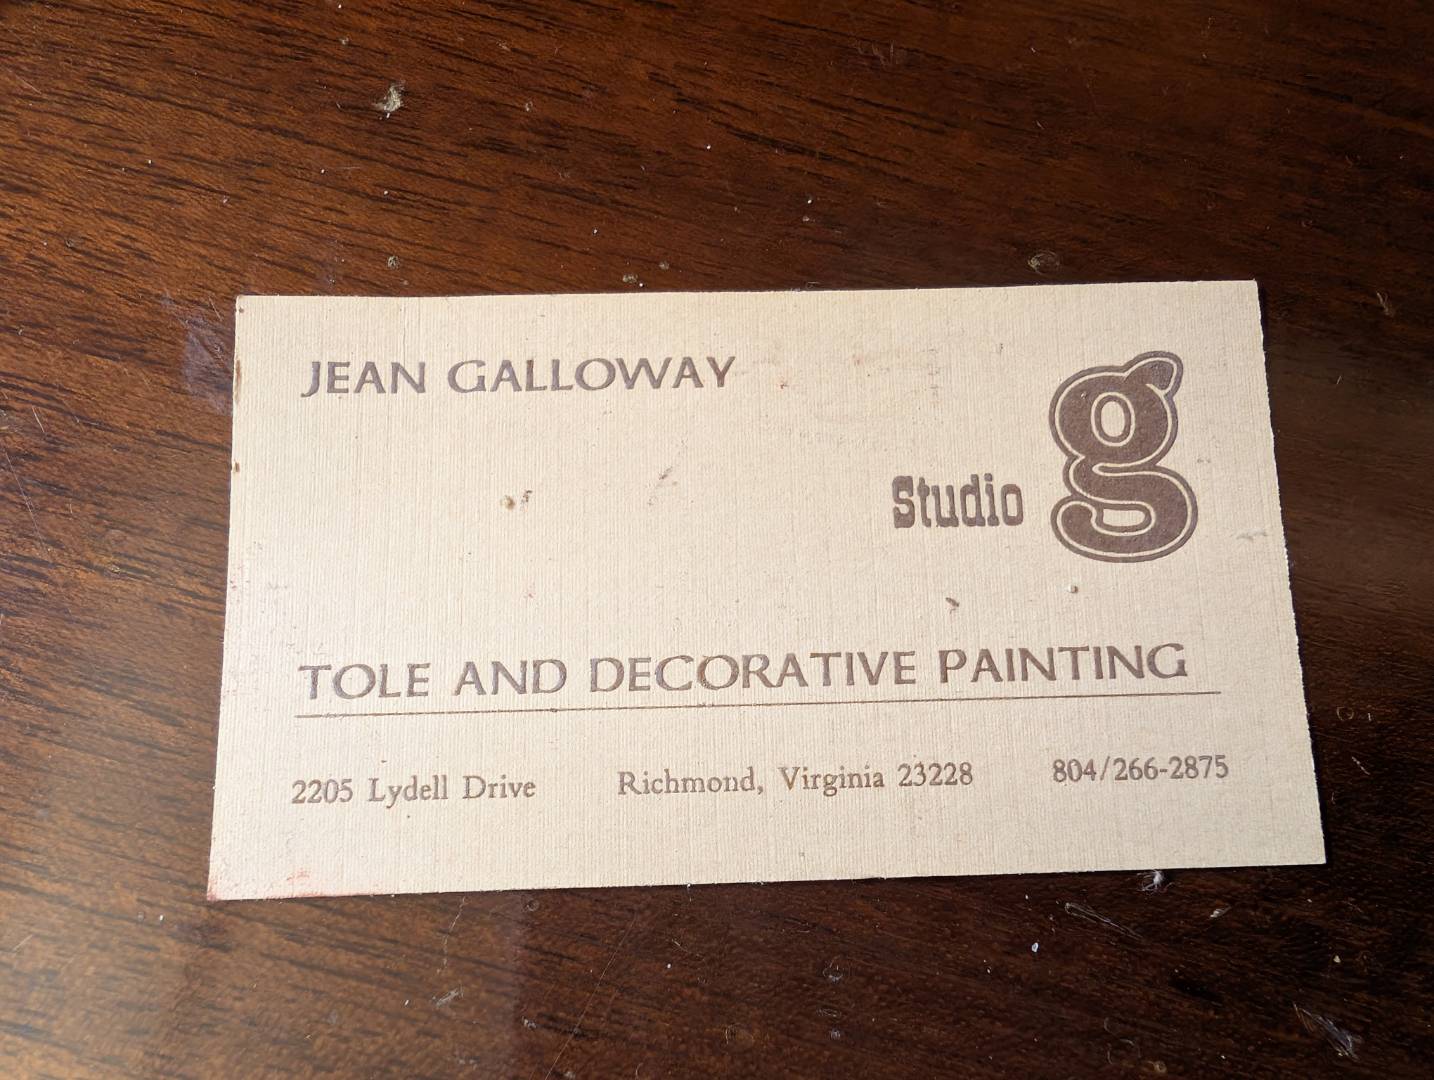 JEAN GALLOWAY
Studio g
TOLE AND DECORATIVE PAINTING
2205 Lydell Drive Richmond, Virginia 23228 804/266-2875